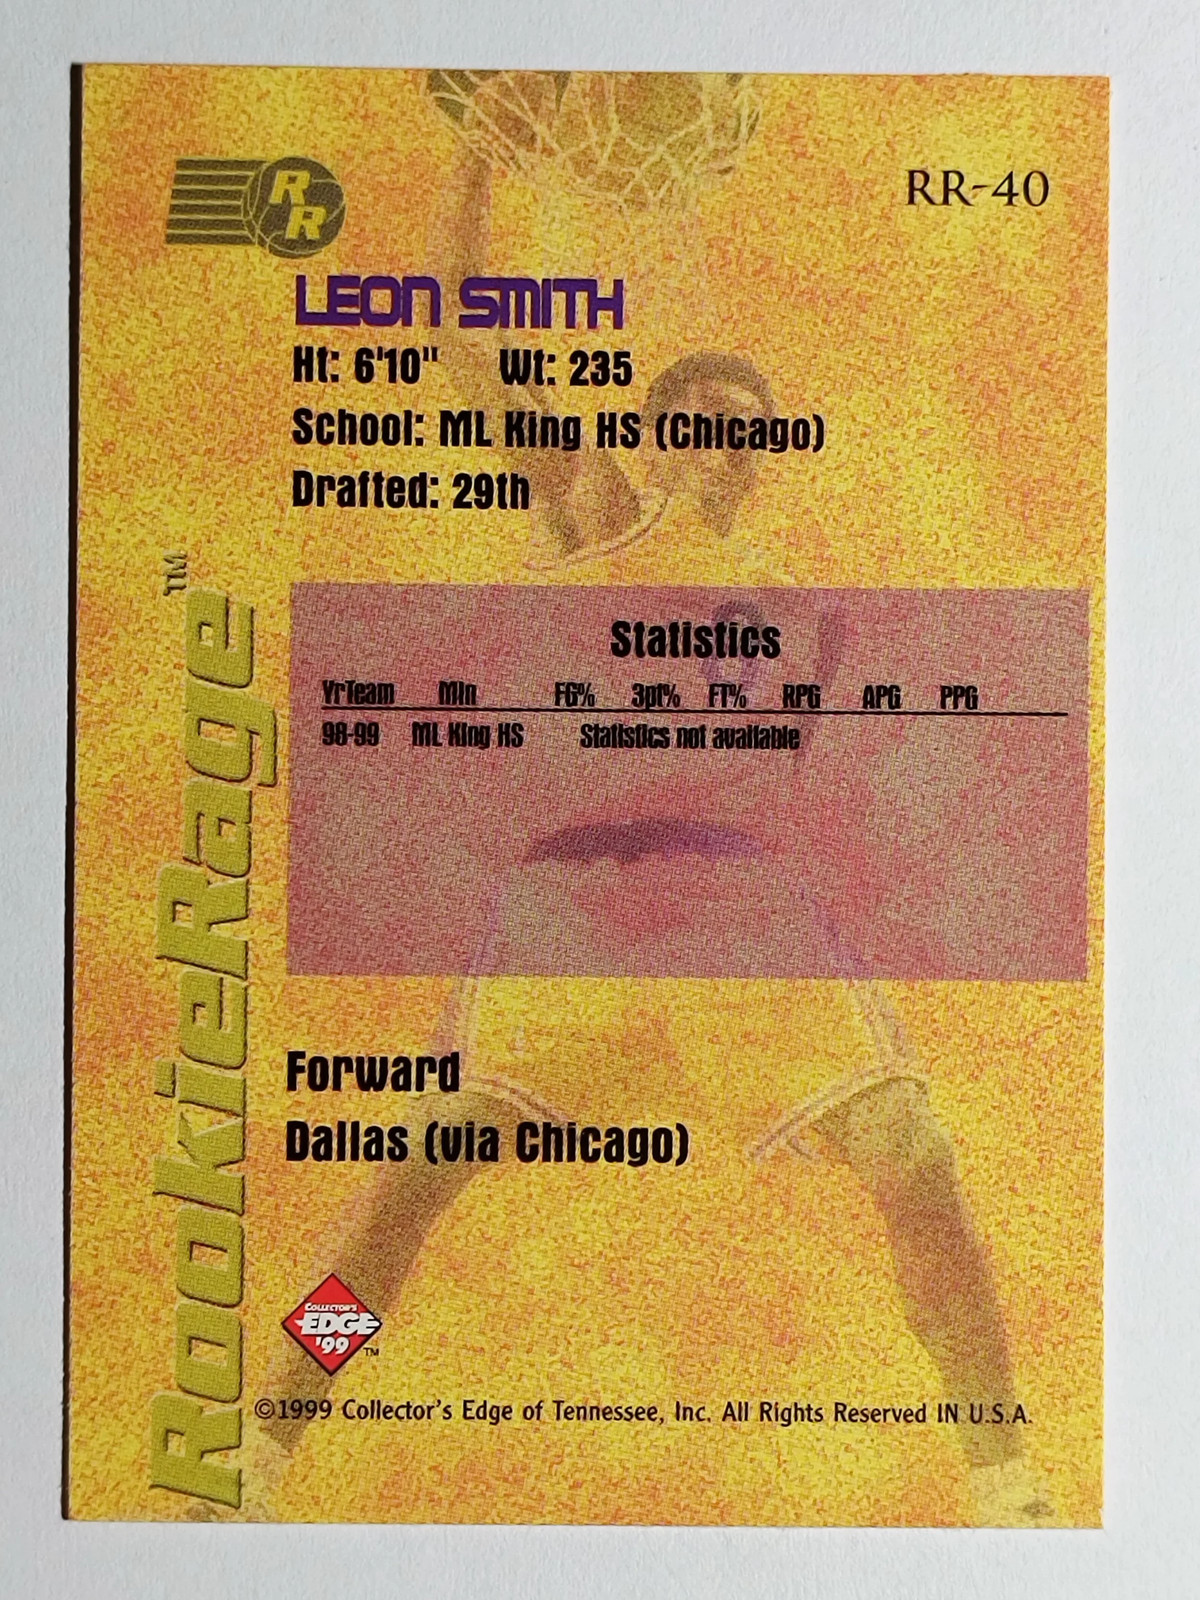 RR
RR-40
LEON SMITH
Ht: 6'10" Wt: 235
School: ML King HS (Chicago)
Drafted: 29th
Statistics
YrTeam Min FG% 3pt% FT% RPG APG PPG
98-99 ML King HS Statistics not available
RookieRage™
Forward
Dallas (via Chicago)
COLLECTOR'S
EDGE
'99 TM
©1999 Collector's Edge of Tennessee, Inc. All Rights Reserved IN U.S.A.